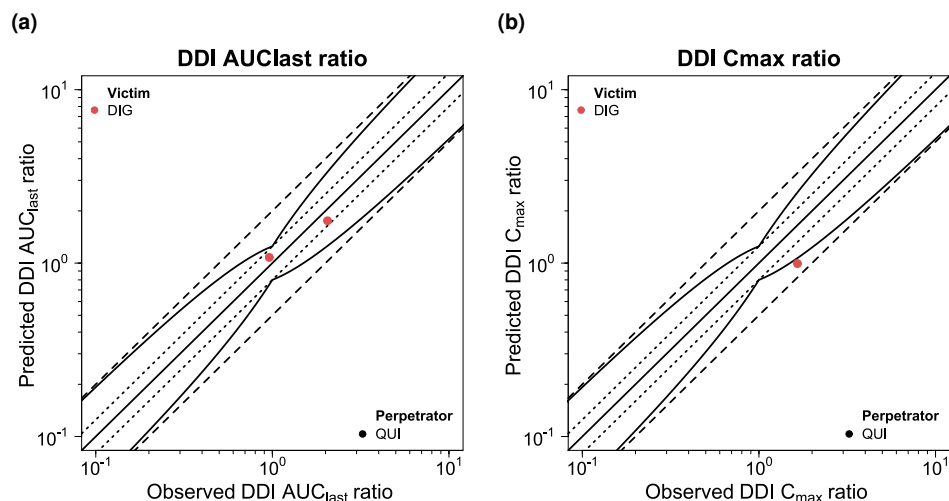 (a)
DDI AUClast ratio
Victim
DIG
Perpetrator
QUI
10¹
10⁰
10⁻¹
Predicted DDI AUClast ratio
10⁻¹ 10⁰ 10¹
Observed DDI AUClast ratio
(b)
DDI Cmax ratio
Victim
DIG
Perpetrator
QUI
10¹
10⁰
10⁻¹
Predicted DDI Cmax ratio
10⁻¹ 10⁰ 10¹
Observed DDI Cmax ratio